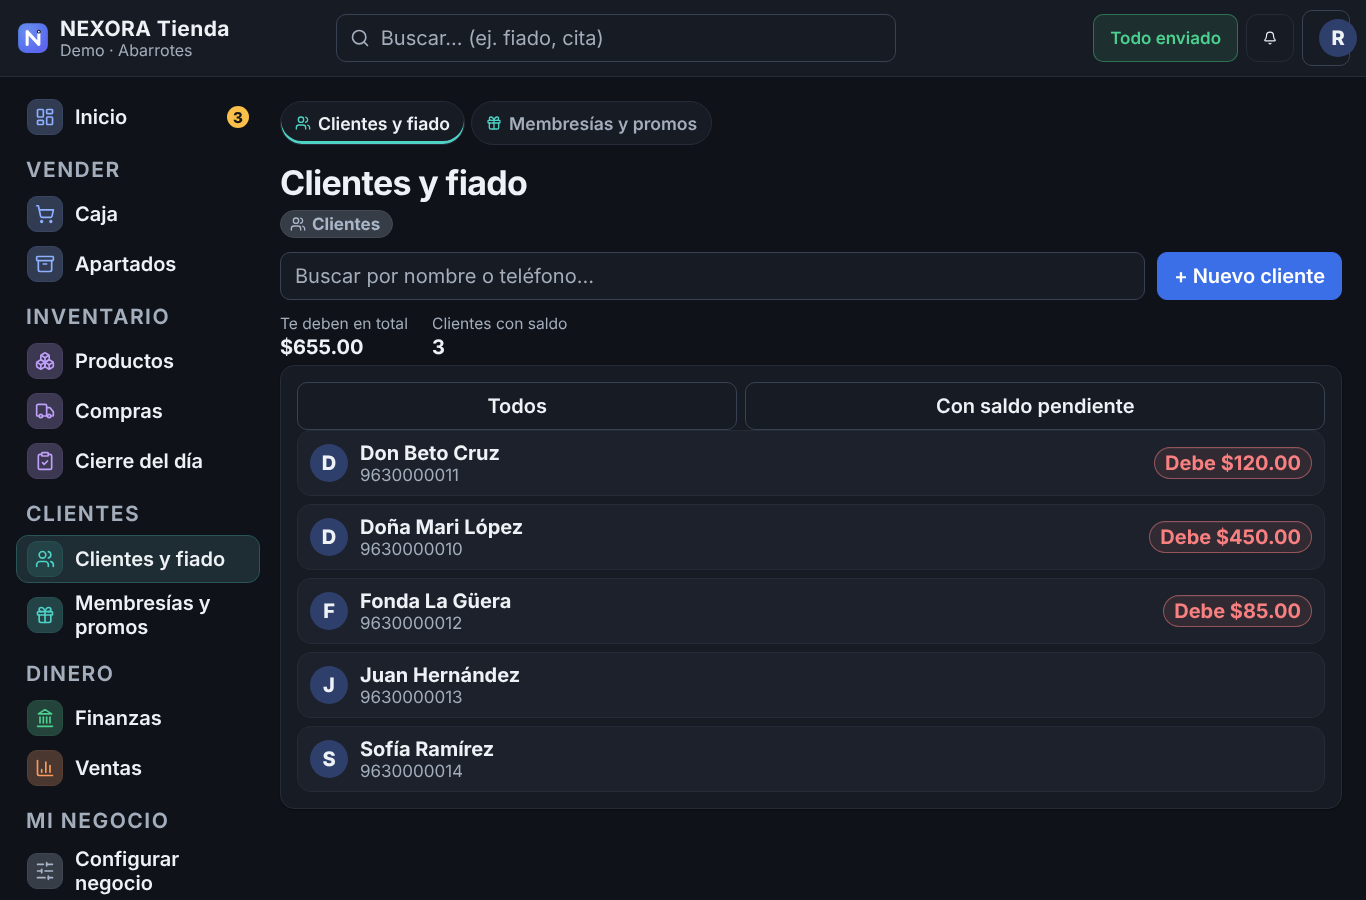 NEXORA Tienda
Demo · Abarrotes
Buscar... (ej. fiado, cita)
Todo enviado
R
Inicio
3
VENDER
Caja
Apartados
INVENTARIO
Productos
Compras
Cierre del día
CLIENTES
Clientes y fiado
Membresías y
promos
DINERO
Finanzas
Ventas
MI NEGOCIO
Configurar
negocio
Clientes y fiado
Membresías y promos
Clientes y fiado
Clientes
Buscar por nombre o teléfono...
+ Nuevo cliente
Te deben en total
$655.00
Clientes con saldo
3
Todos
Con saldo pendiente
D
Don Beto Cruz
9630000011
Debe $120.00
D
Doña Mari López
9630000010
Debe $450.00
F
Fonda La Güera
9630000012
Debe $85.00
J
Juan Hernández
9630000013
S
Sofía Ramírez
9630000014